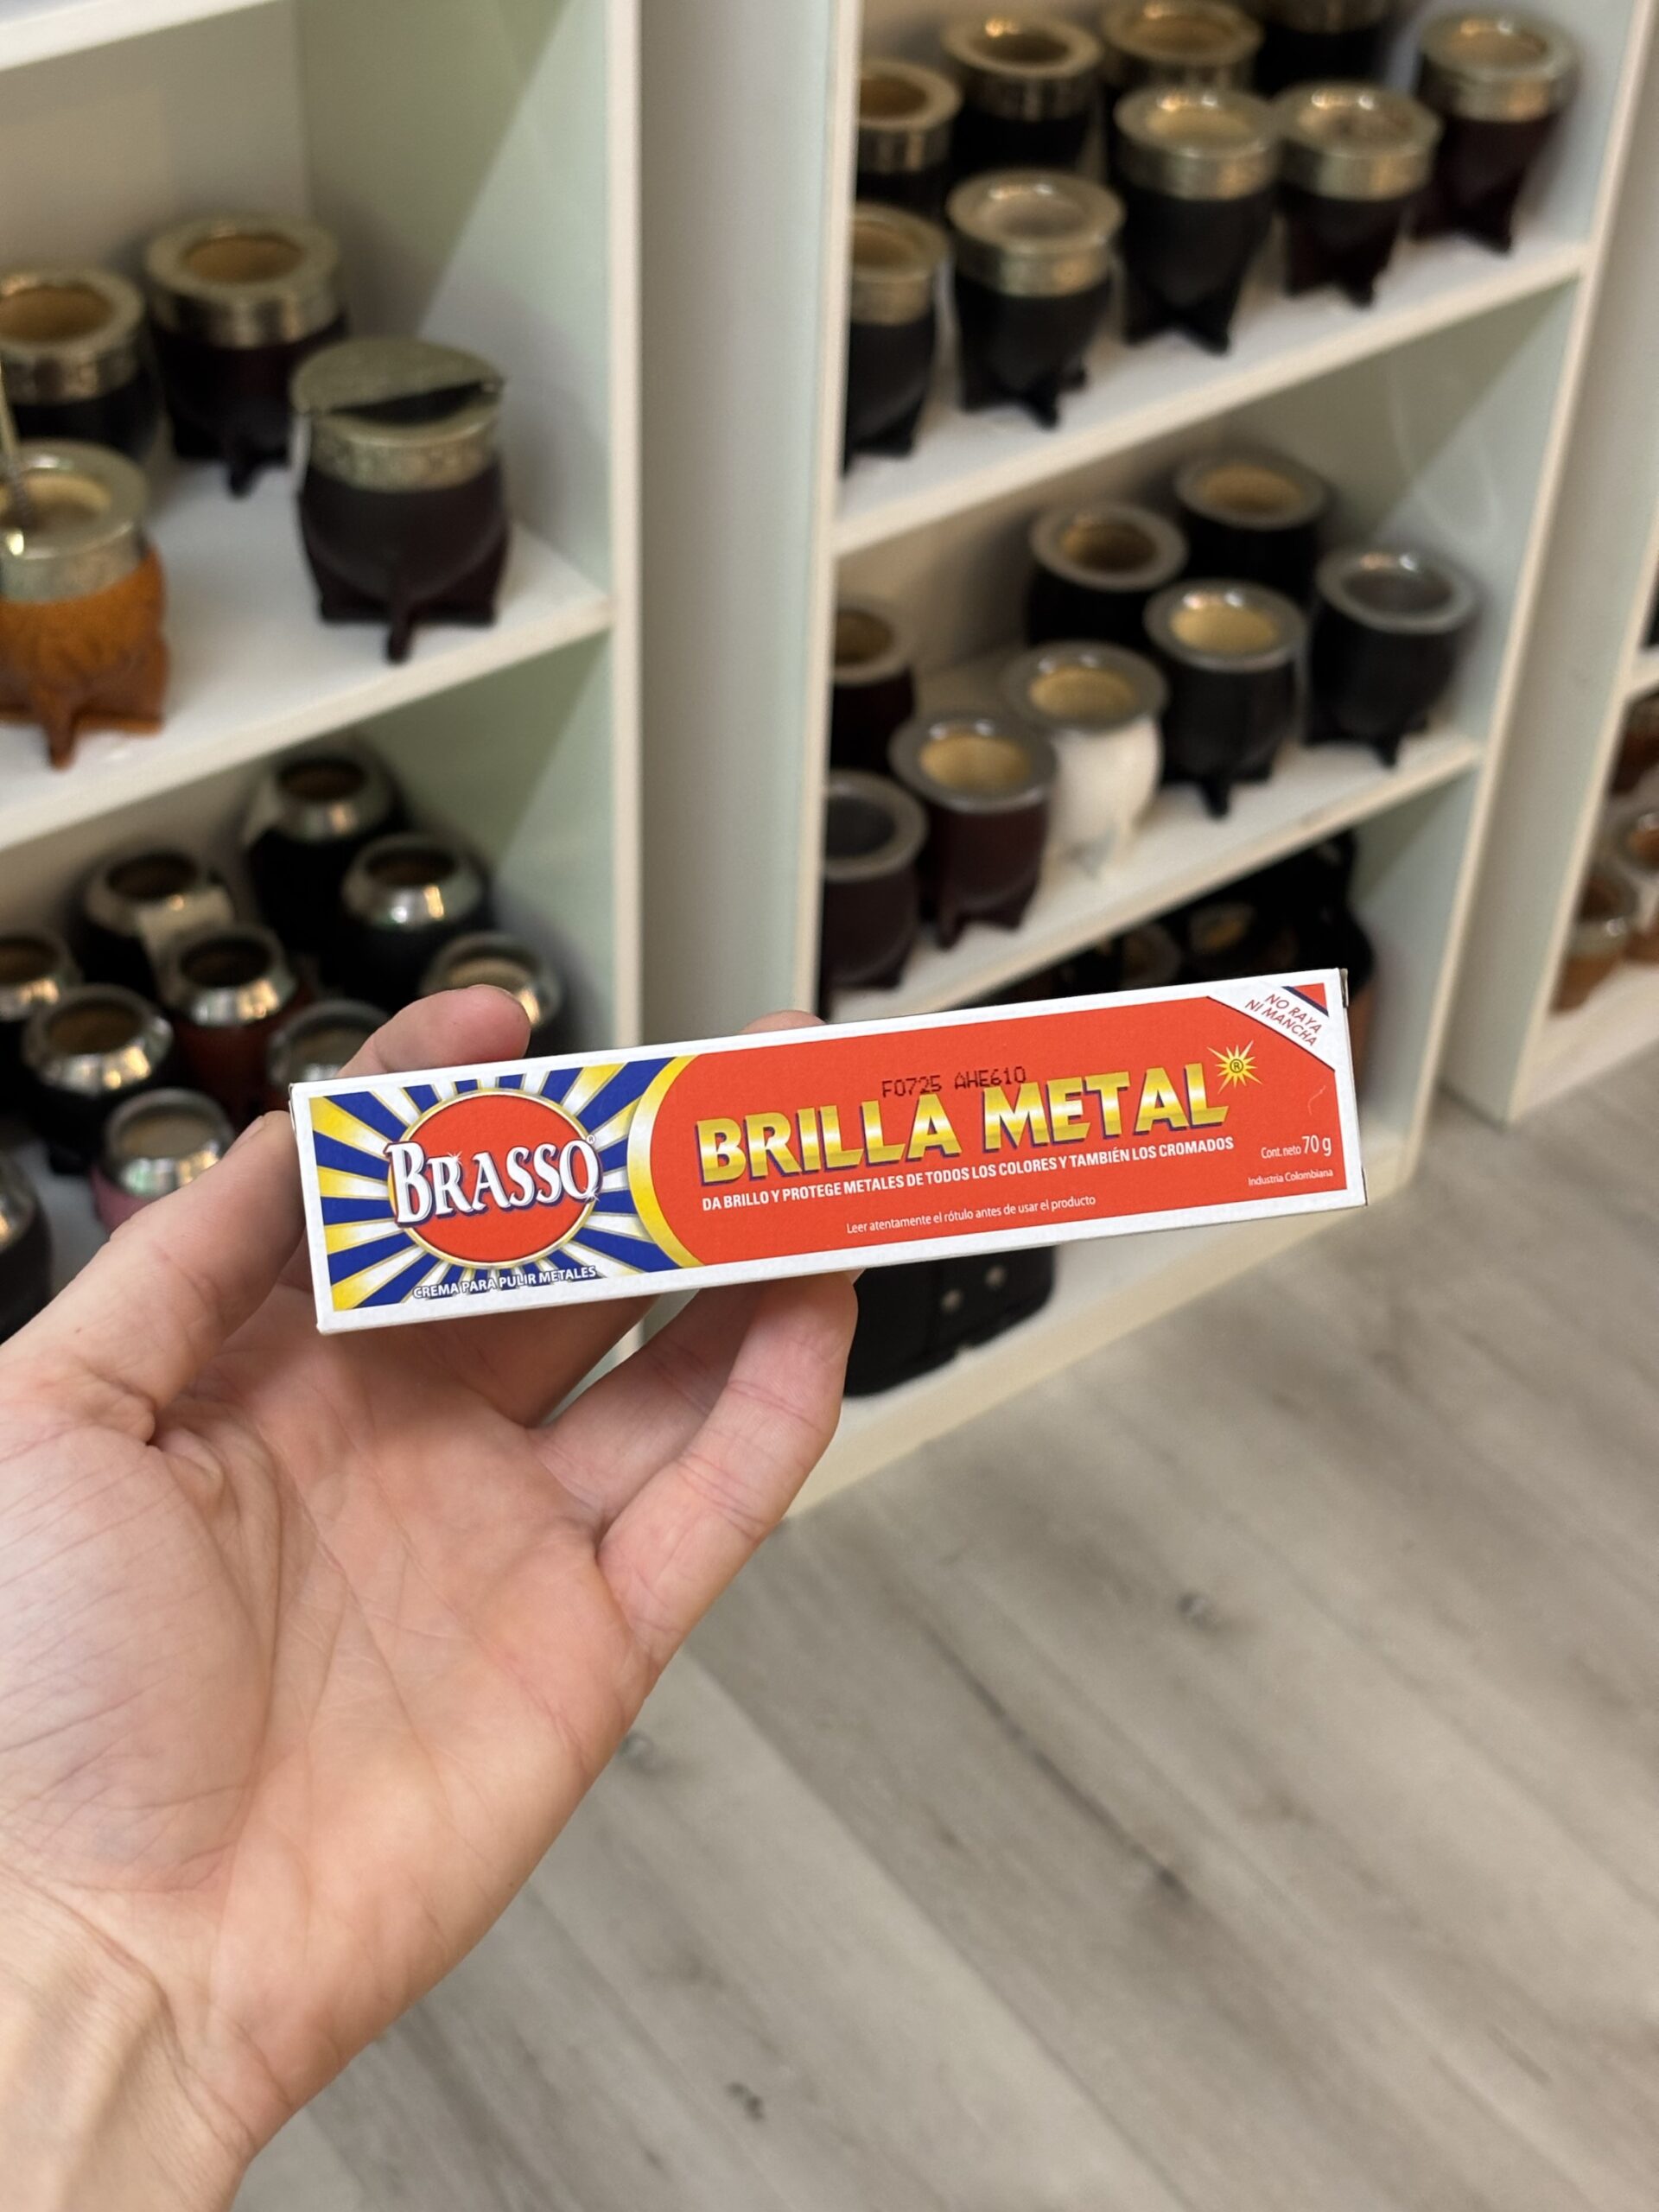 NO RAYA
NI MANCHA
F0725 AHE610
BRILLA METAL®
BRASSO®
DA BRILLO Y PROTEGE METALES DE TODOS LOS COLORES Y TAMBIÉN LOS CROMADOS
Cont. neto 70 g
Industria Colombiana
Leer atentamente el rótulo antes de usar el producto
CREMA PARA PULIR METALES